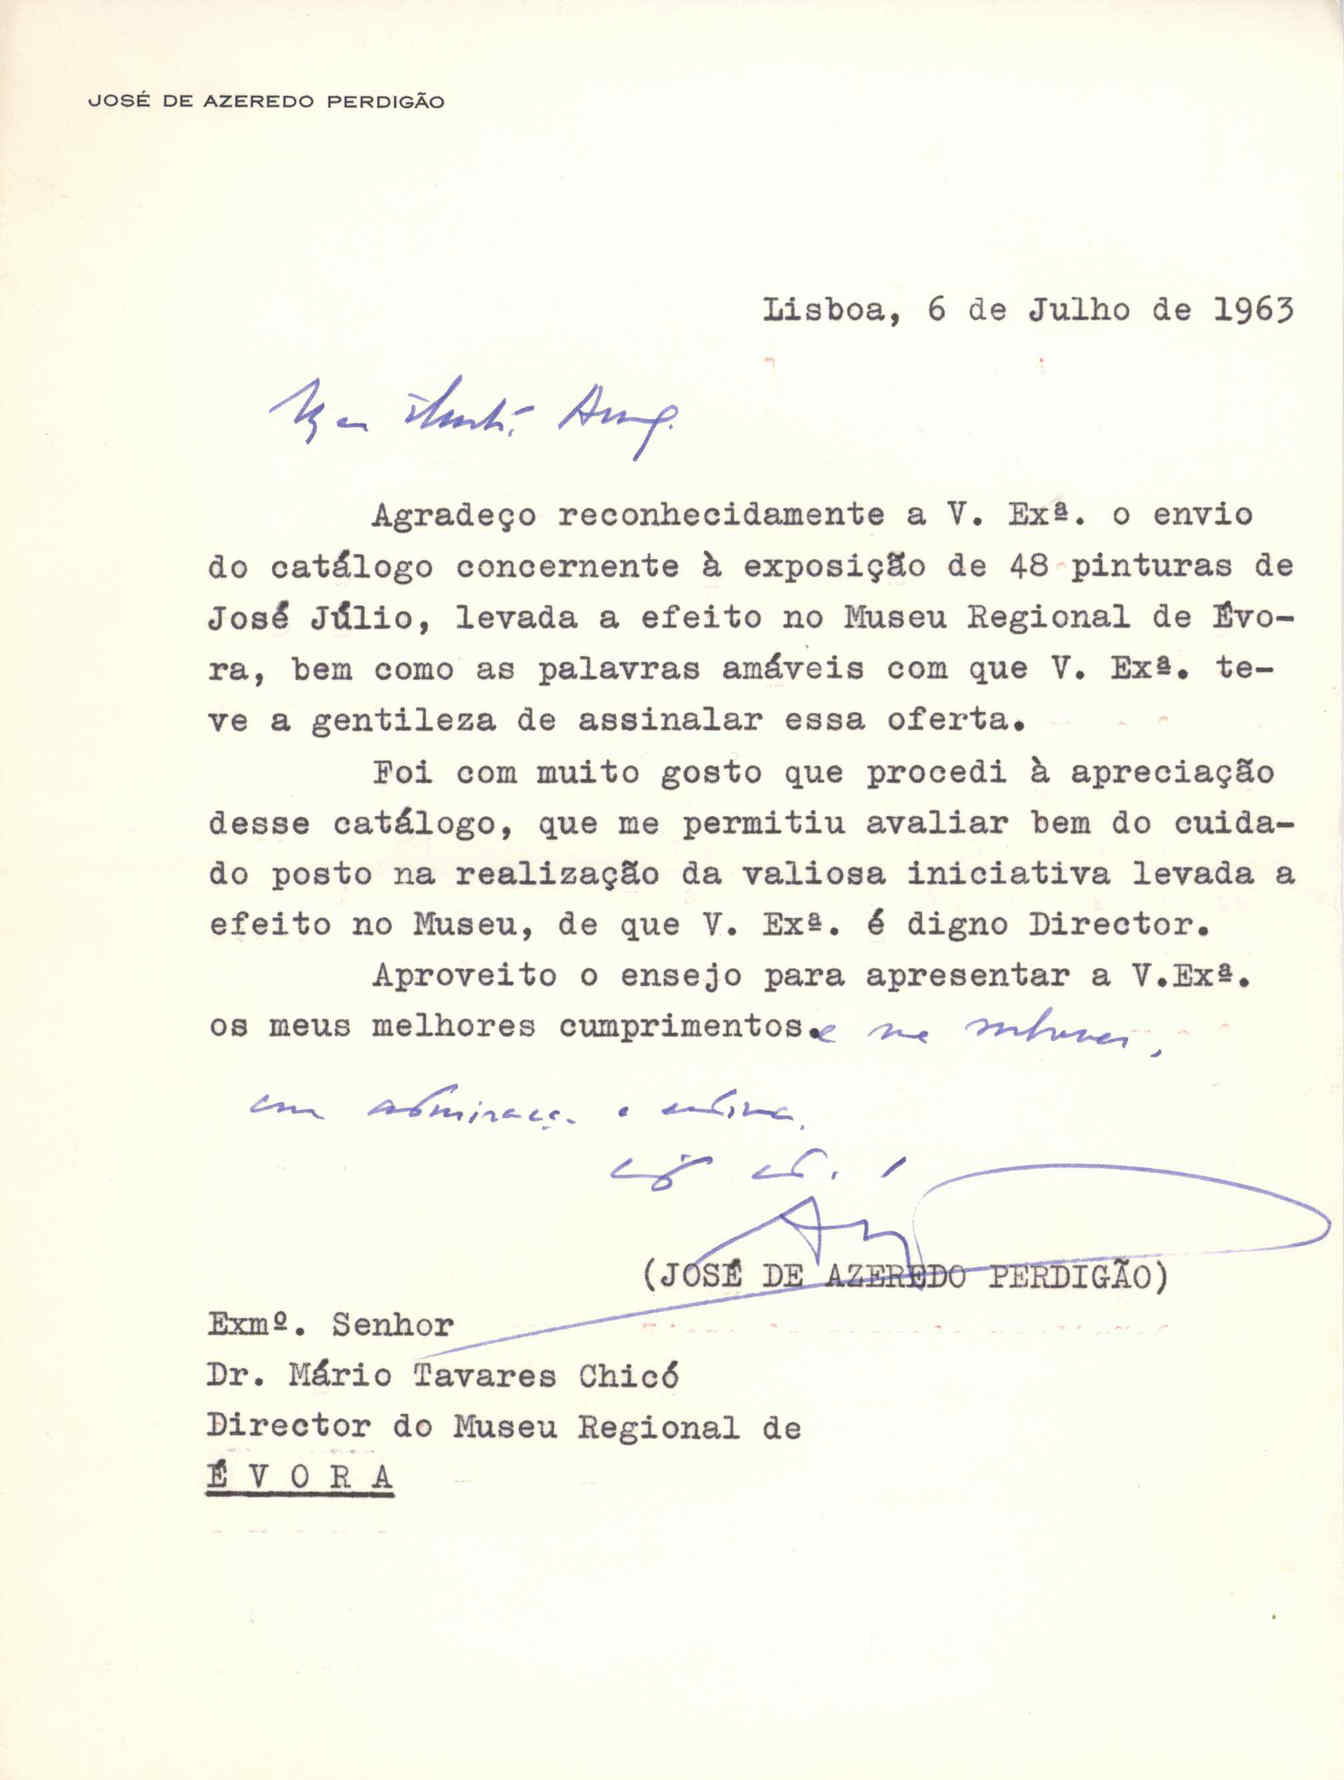 JOSÉ DE AZEREDO PERDIGÃO
Lisboa, 6 de Julho de 1963
Agradeço reconhecidamente a V. Exª. o envio
do catálogo concernente à exposição de 48 pinturas de
José Júlio, levada a efeito no Museu Regional de Évo-
ra, bem como as palavras amáveis com que V. Exª. te-
ve a gentileza de assinalar essa oferta.
Foi com muito gosto que procedi à apreciação
desse catálogo, que me permitiu avaliar bem do cuida-
do posto na realização da valiosa iniciativa levada a
efeito no Museu, de que V. Exª. é digno Director.
Aproveito o ensejo para apresentar a V.Exª.
os meus melhores cumprimentos. e me
com e
(JOSÉ DE AZEREDO PERDIGÃO)
Exmº. Senhor
Dr. Mário Tavares Chicó
Director do Museu Regional de
É V O R A